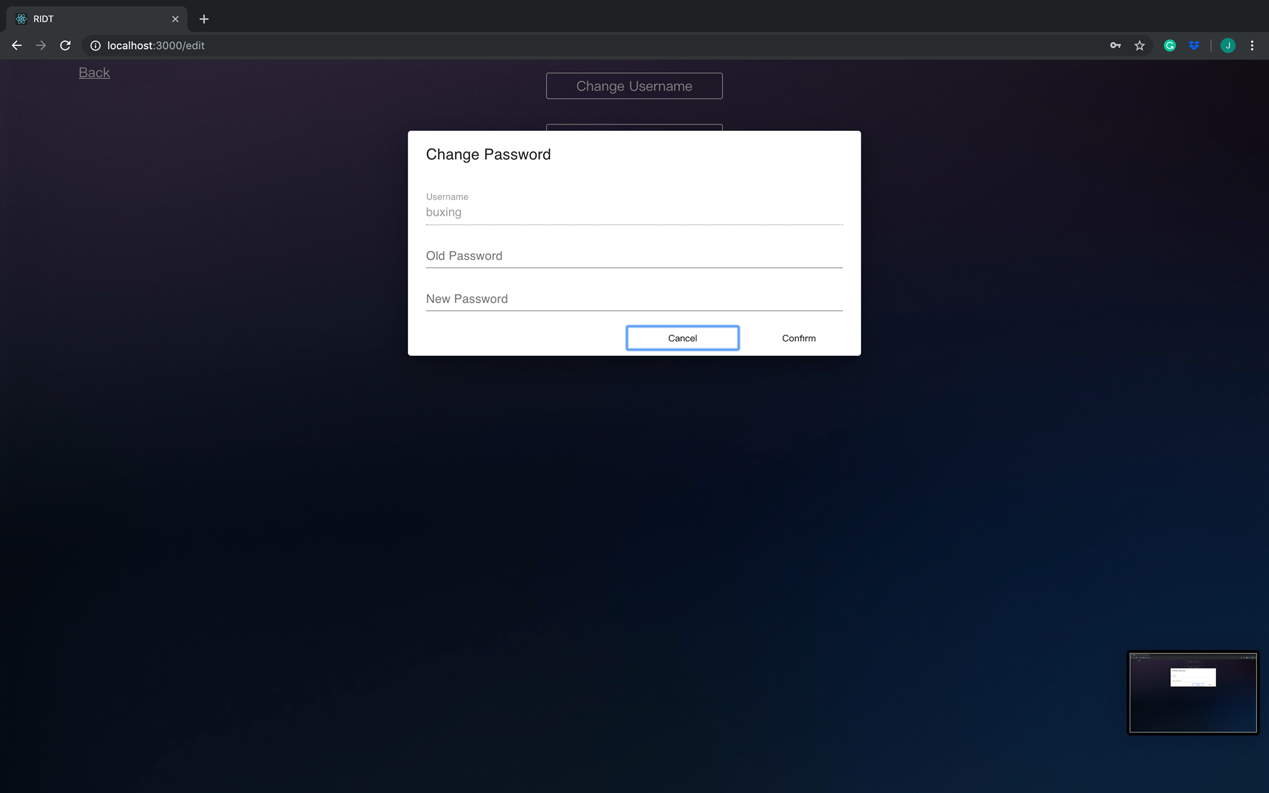 RIDT
localhost:3000/edit
J
Back
Change Username
Change Password
Username
buxing
Old Password
New Password
Cancel
Confirm